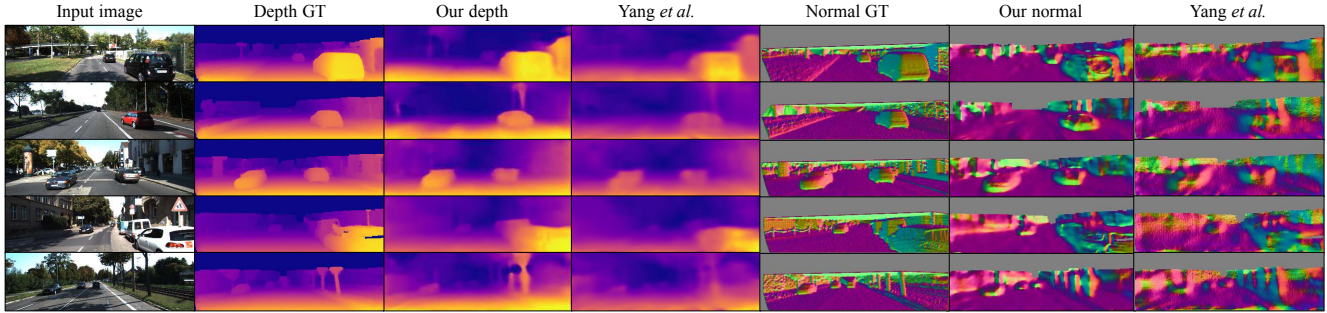 Input image
Depth GT
Our depth
Yang et al.
Normal GT
Our normal
Yang et al.